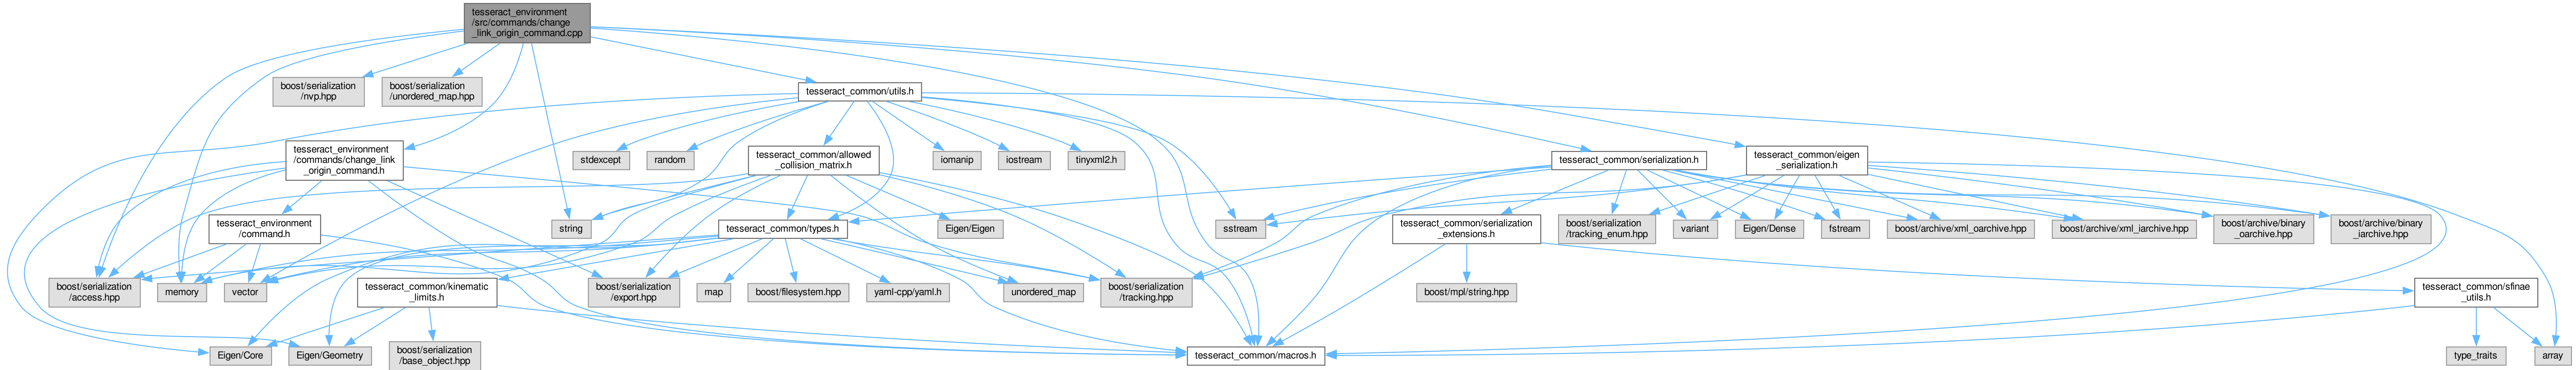 tesseract_environment
/src/commands/change
_link_origin_command.cpp
boost/serialization
/nvp.hpp
boost/serialization
/unordered_map.hpp
tesseract_common/utils.h
tesseract_environment
/commands/change_link
_origin_command.h
stdexcept
random
tesseract_common/allowed
_collision_matrix.h
iomanip
iostream
tinyxml2.h
tesseract_common/serialization.h
tesseract_common/eigen
_serialization.h
tesseract_environment
/command.h
string
tesseract_common/types.h
Eigen/Eigen
sstream
tesseract_common/serialization
_extensions.h
boost/serialization
/tracking_enum.hpp
variant
Eigen/Dense
fstream
boost/archive/xml_oarchive.hpp
boost/archive/xml_iarchive.hpp
boost/archive/binary
_oarchive.hpp
boost/archive/binary
_iarchive.hpp
boost/serialization
/access.hpp
memory
vector
tesseract_common/kinematic
_limits.h
boost/serialization
/export.hpp
map
boost/filesystem.hpp
yaml-cpp/yaml.h
unordered_map
boost/serialization
/tracking.hpp
boost/mpl/string.hpp
tesseract_common/sfinae
_utils.h
Eigen/Core
Eigen/Geometry
boost/serialization
/base_object.hpp
tesseract_common/macros.h
type_traits
array